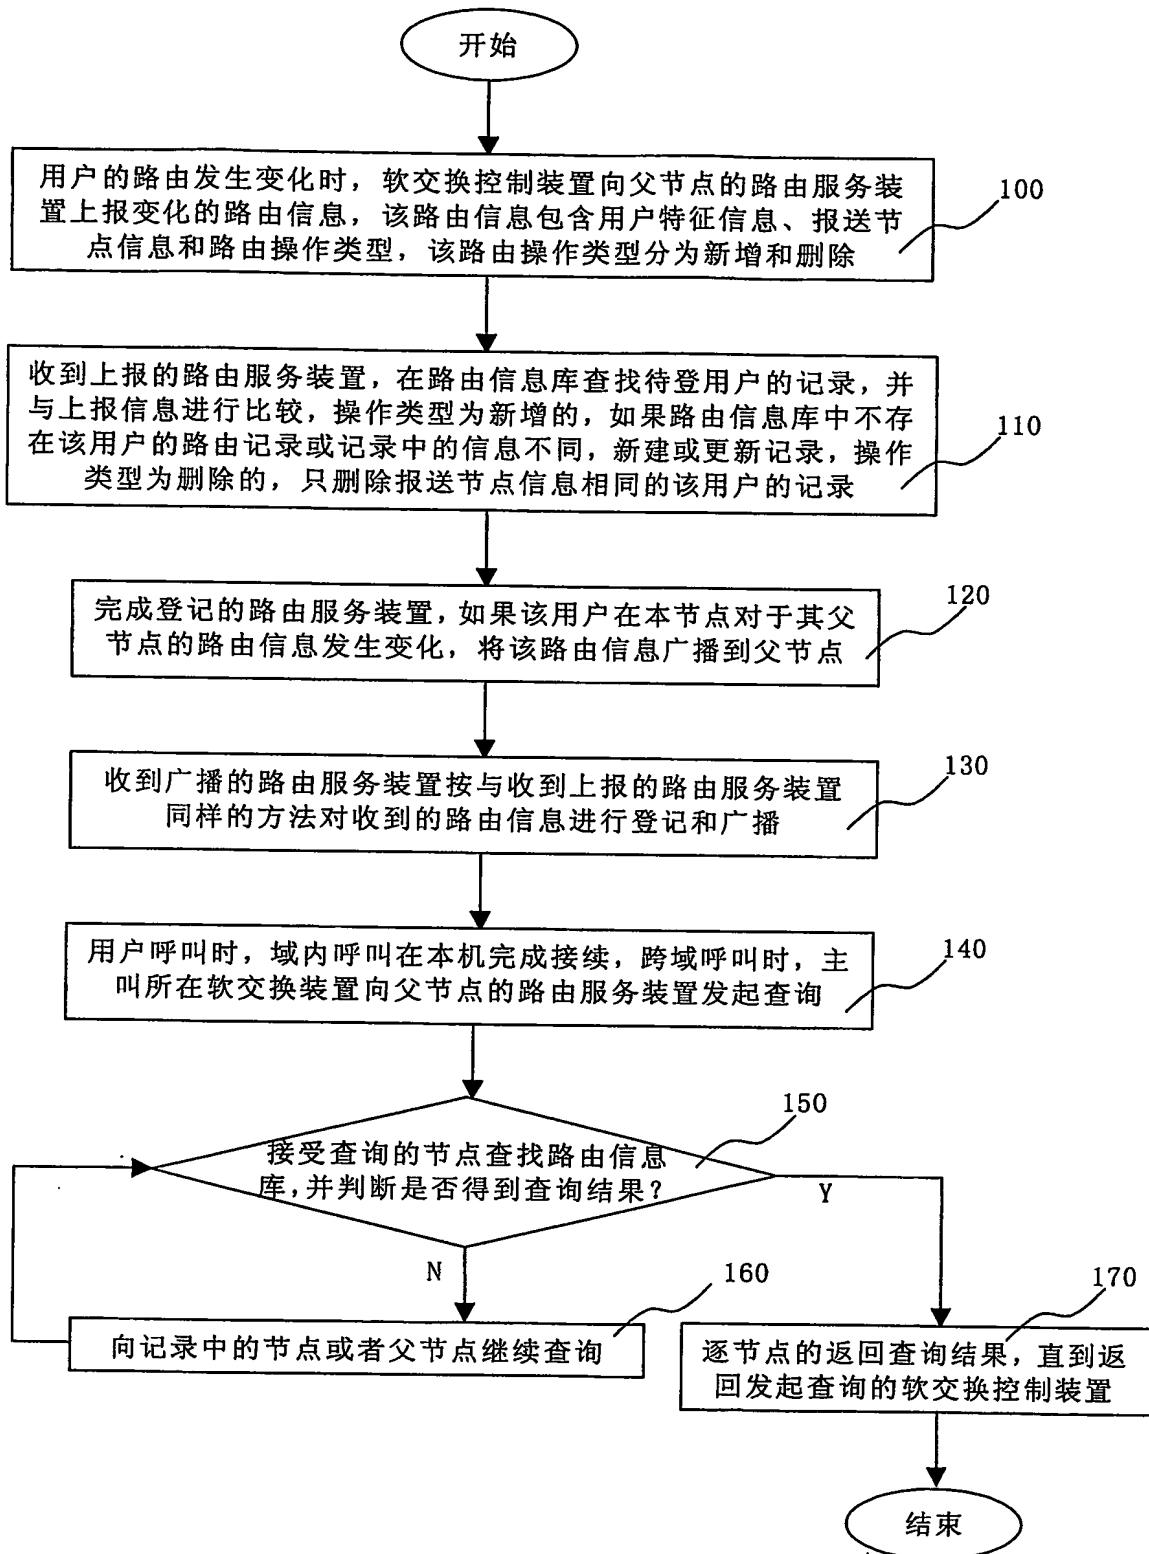 开始
用户的路由发生变化时，软交换控制装置向父节点的路由服务装
置上报变化的路由信息，该路由信息包含用户特征信息、报送节
点信息和路由操作类型，该路由操作类型分为新增和删除
100
收到上报的路由服务装置，在路由信息库查找待登用户的记录，并
与上报信息进行比较，操作类型为新增的，如果路由信息库中不存
在该用户的路由记录或记录中的信息不同，新建或更新记录，操作
类型为删除的，只删除报送节点信息相同的该用户的记录
110
完成登记的路由服务装置，如果该用户在本节点对于其父
节点的路由信息发生变化，将该路由信息广播到父节点
120
收到广播的路由服务装置按与收到上报的路由服务装置
同样的方法对收到的路由信息进行登记和广播
130
用户呼叫时，域内呼叫在本机完成接续，跨域呼叫时，主
叫所在软交换装置向父节点的路由服务装置发起查询
140
接受查询的节点查找路由信息
库，并判断是否得到查询结果？
150
Y
N
向记录中的节点或者父节点继续查询
160
逐节点的返回查询结果，直到返
回发起查询的软交换控制装置
170
结束